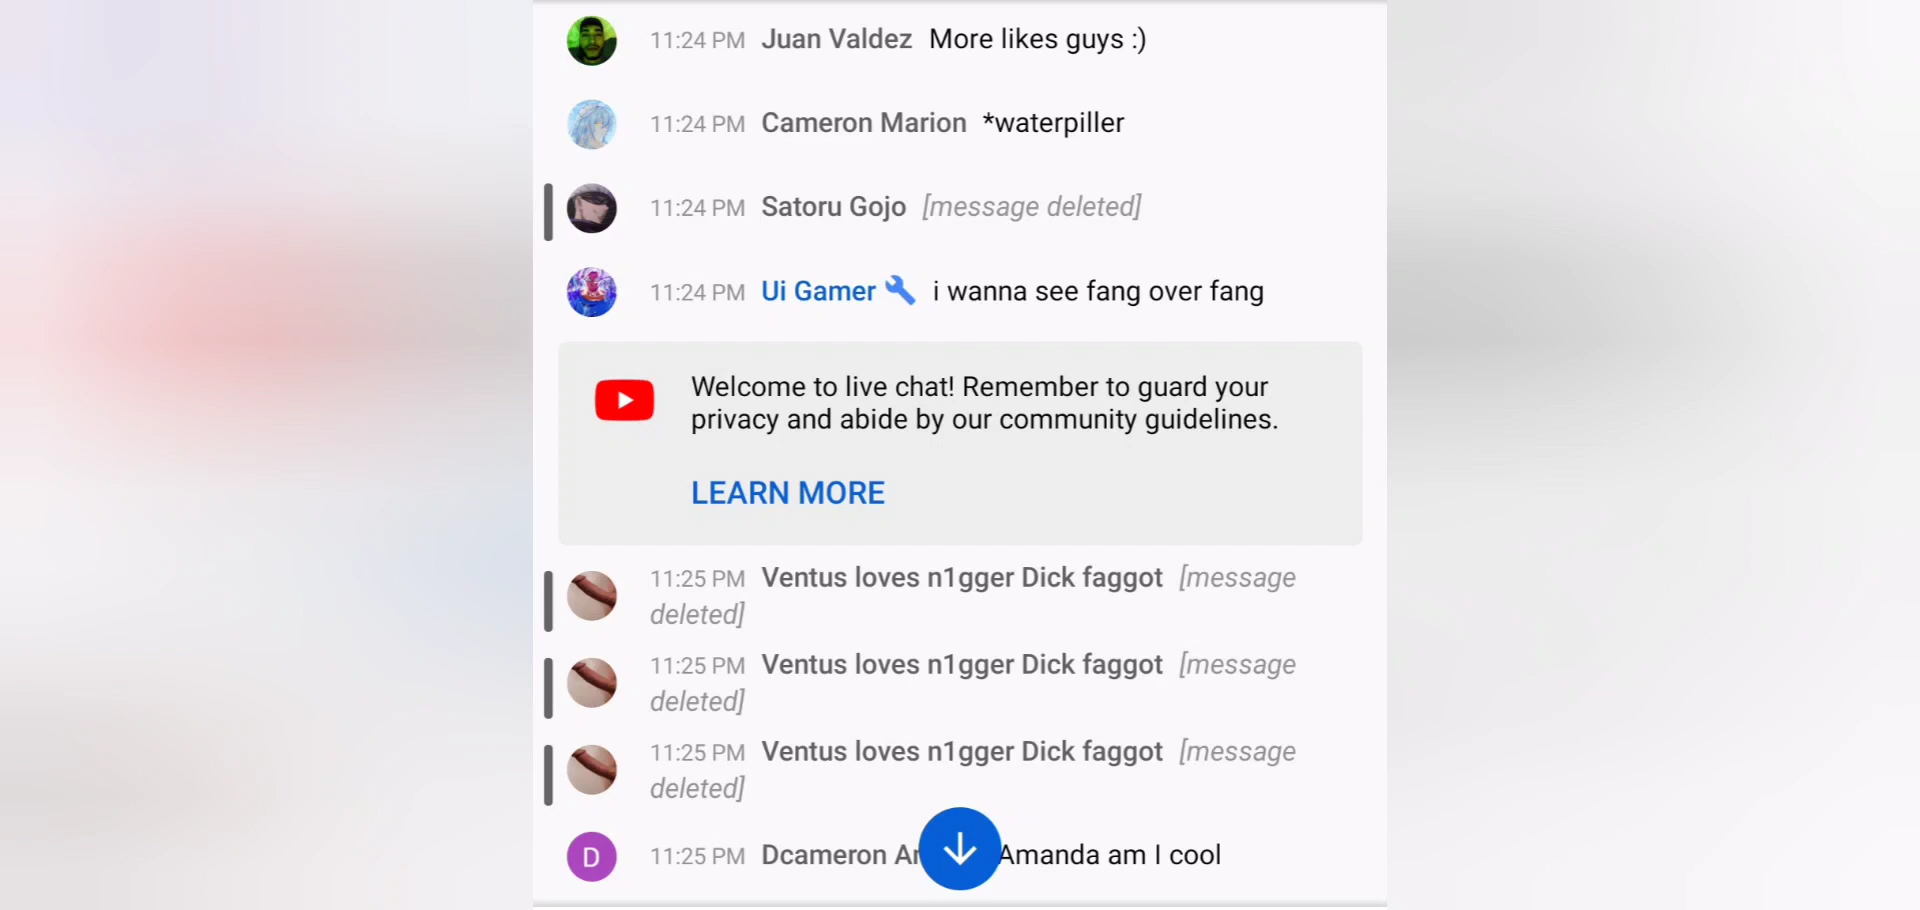 11:24 PM Juan Valdez More likes guys :)
11:24 PM Cameron Marion *waterpiller
11:24 PM Satoru Gojo [message deleted]
11:24 PM Ui Gamer i wanna see fang over fang
Welcome to live chat! Remember to guard your
privacy and abide by our community guidelines.
LEARN MORE
11:25 PM Ventus loves n1gger Dick faggot [message
deleted]
11:25 PM Ventus loves n1gger Dick faggot [message
deleted]
11:25 PM Ventus loves n1gger Dick faggot [message
deleted]
D 11:25 PM Dcameron Amanda am I cool